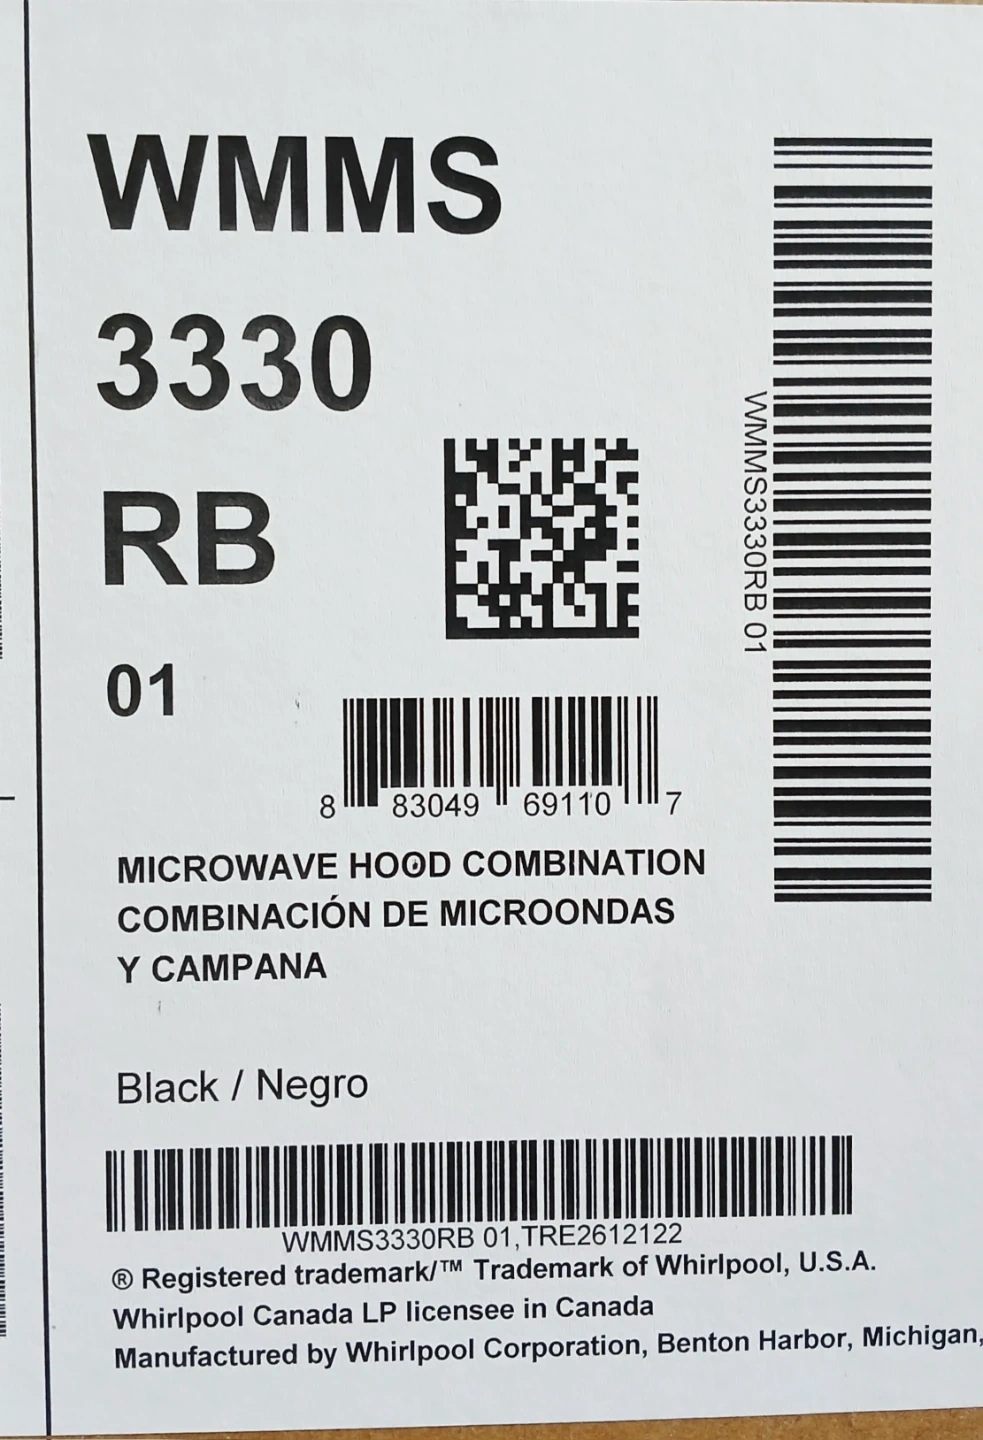 WMMS
3330
RB
01
WMMS3330RB 01
8 83049 69110 7
MICROWAVE HOOD COMBINATION
COMBINACIÓN DE MICROONDAS
Y CAMPANA
Black / Negro
WMMS3330RB 01,TRE2612122
® Registered trademark/™ Trademark of Whirlpool, U.S.A.
Whirlpool Canada LP licensee in Canada
Manufactured by Whirlpool Corporation, Benton Harbor, Michigan,